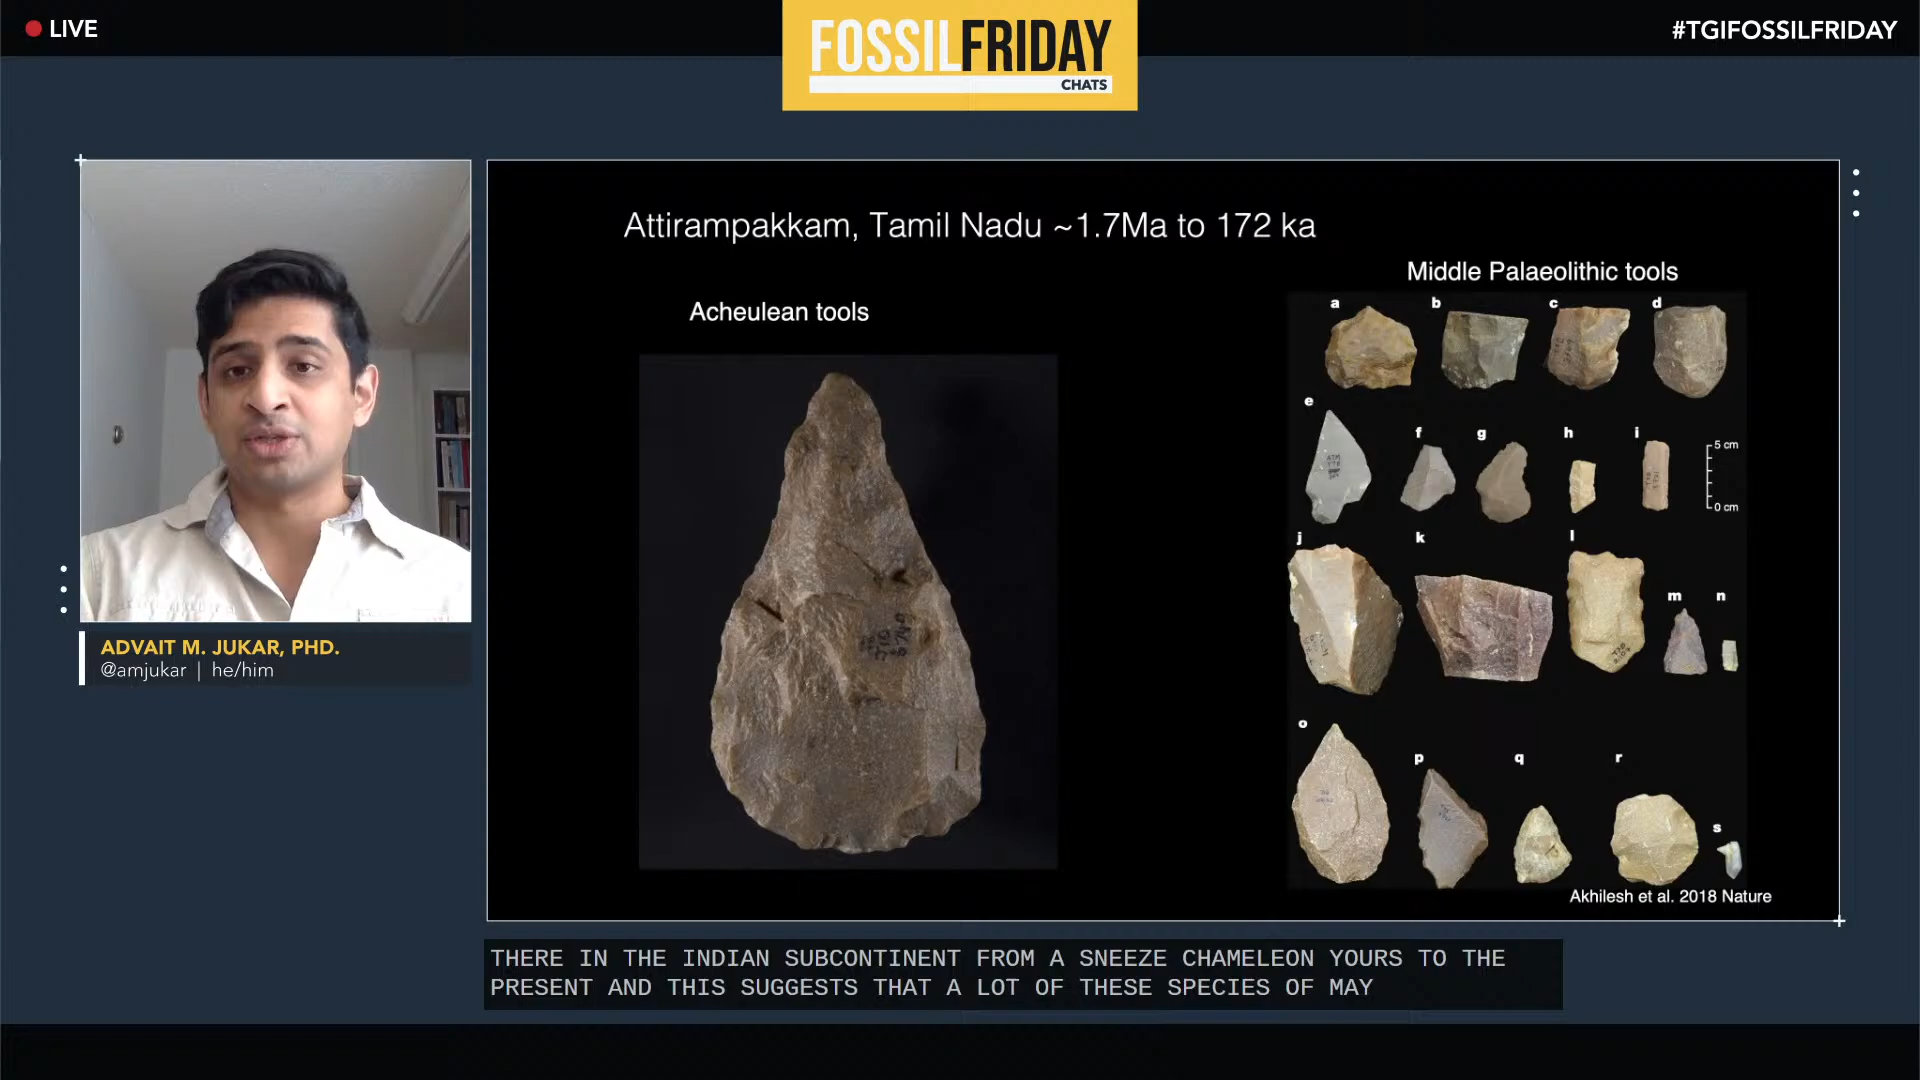 LIVE
FOSSILFRIDAY
CHATS
#TGIFOSSILFRIDAY
Attirampakkam, Tamil Nadu ~1.7Ma to 172 ka
Acheulean tools
Middle Palaeolithic tools
a b c d
e f g h i
5 cm
0 cm
j k l m n
o p q r s
Akhilesh et al. 2018 Nature
ADVAIT M. JUKAR, PHD.
@amjukar | he/him
THERE IN THE INDIAN SUBCONTINENT FROM A SNEEZE CHAMELEON YOURS TO THE
PRESENT AND THIS SUGGESTS THAT A LOT OF THESE SPECIES OF MAY